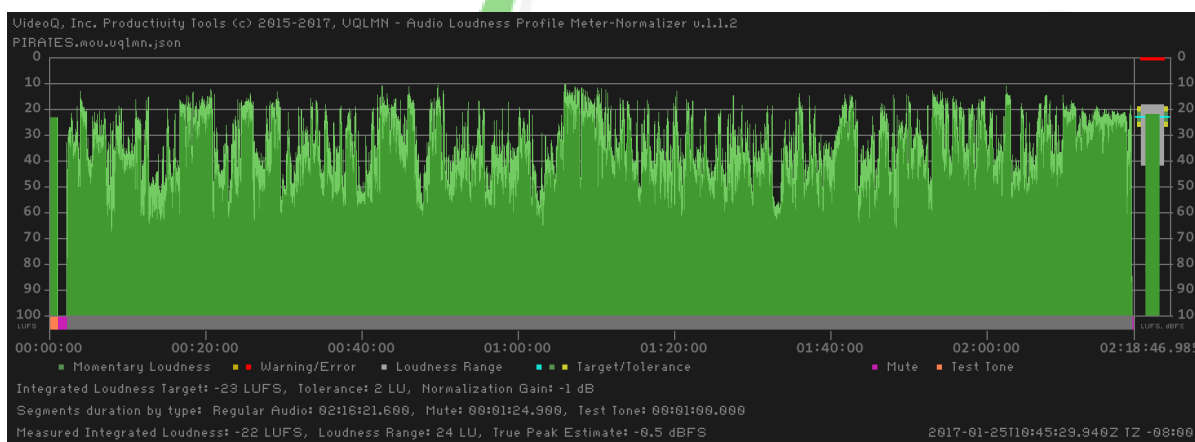 VideoQ, Inc. Productivity Tools (c) 2015-2017, VQLMN - Audio Loudness Profile Meter-Normalizer v.1.1.2
PIRATES.mov.vqlmn.json
0 0
10 10
20 20
30 30
40 40
50 50
60 60
70 70
80 80
90 90
100 100
LUFS LUFS, dBFS
00:00:00 00:20:00 00:40:00 01:00:00 01:20:00 01:40:00 02:00:00 02:18:46.985
Momentary Loudness Warning/Error Loudness Range Target/Tolerance Mute Test Tone
Integrated Loudness Target: -23 LUFS, Tolerance: 2 LU, Normalization Gain: -1 dB
Segments duration by type: Regular Audio: 02:16:21.600, Mute: 00:01:24.900, Test Tone: 00:01:00.000
Measured Integrated Loudness: -22 LUFS, Loudness Range: 24 LU, True Peak Estimate: -0.5 dBFS 2017-01-25T10:45:29.940Z TZ -08:00